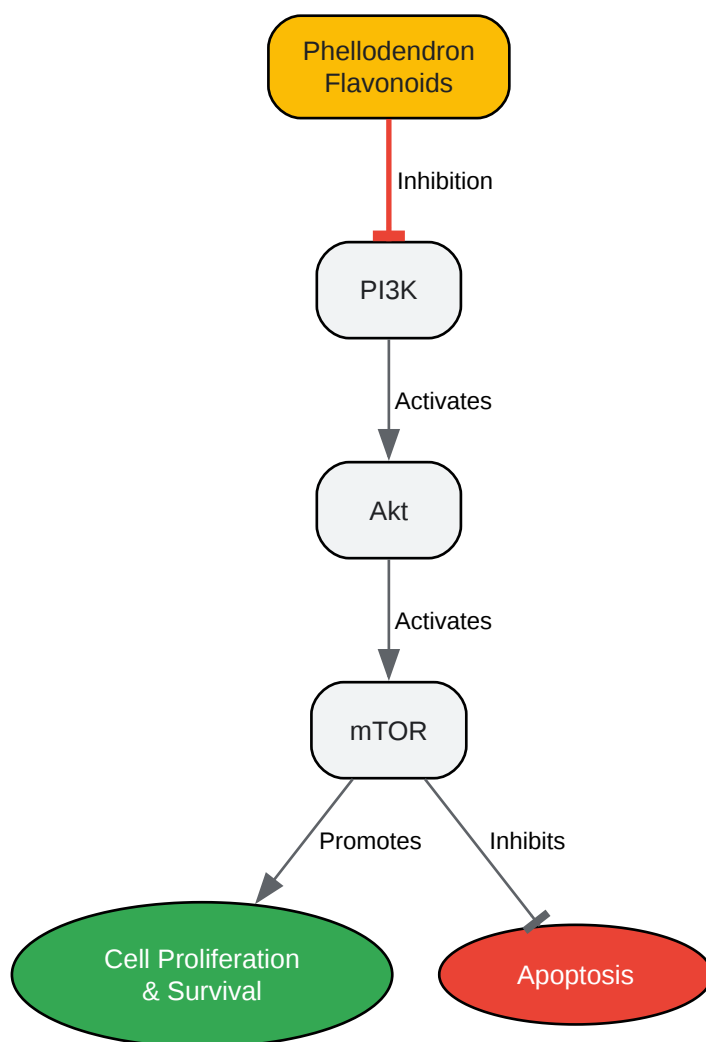 Phellodendron
Flavonoids
Inhibition
PI3K
Activates
Akt
Activates
mTOR
Promotes
Inhibits
Cell Proliferation
& Survival
Apoptosis